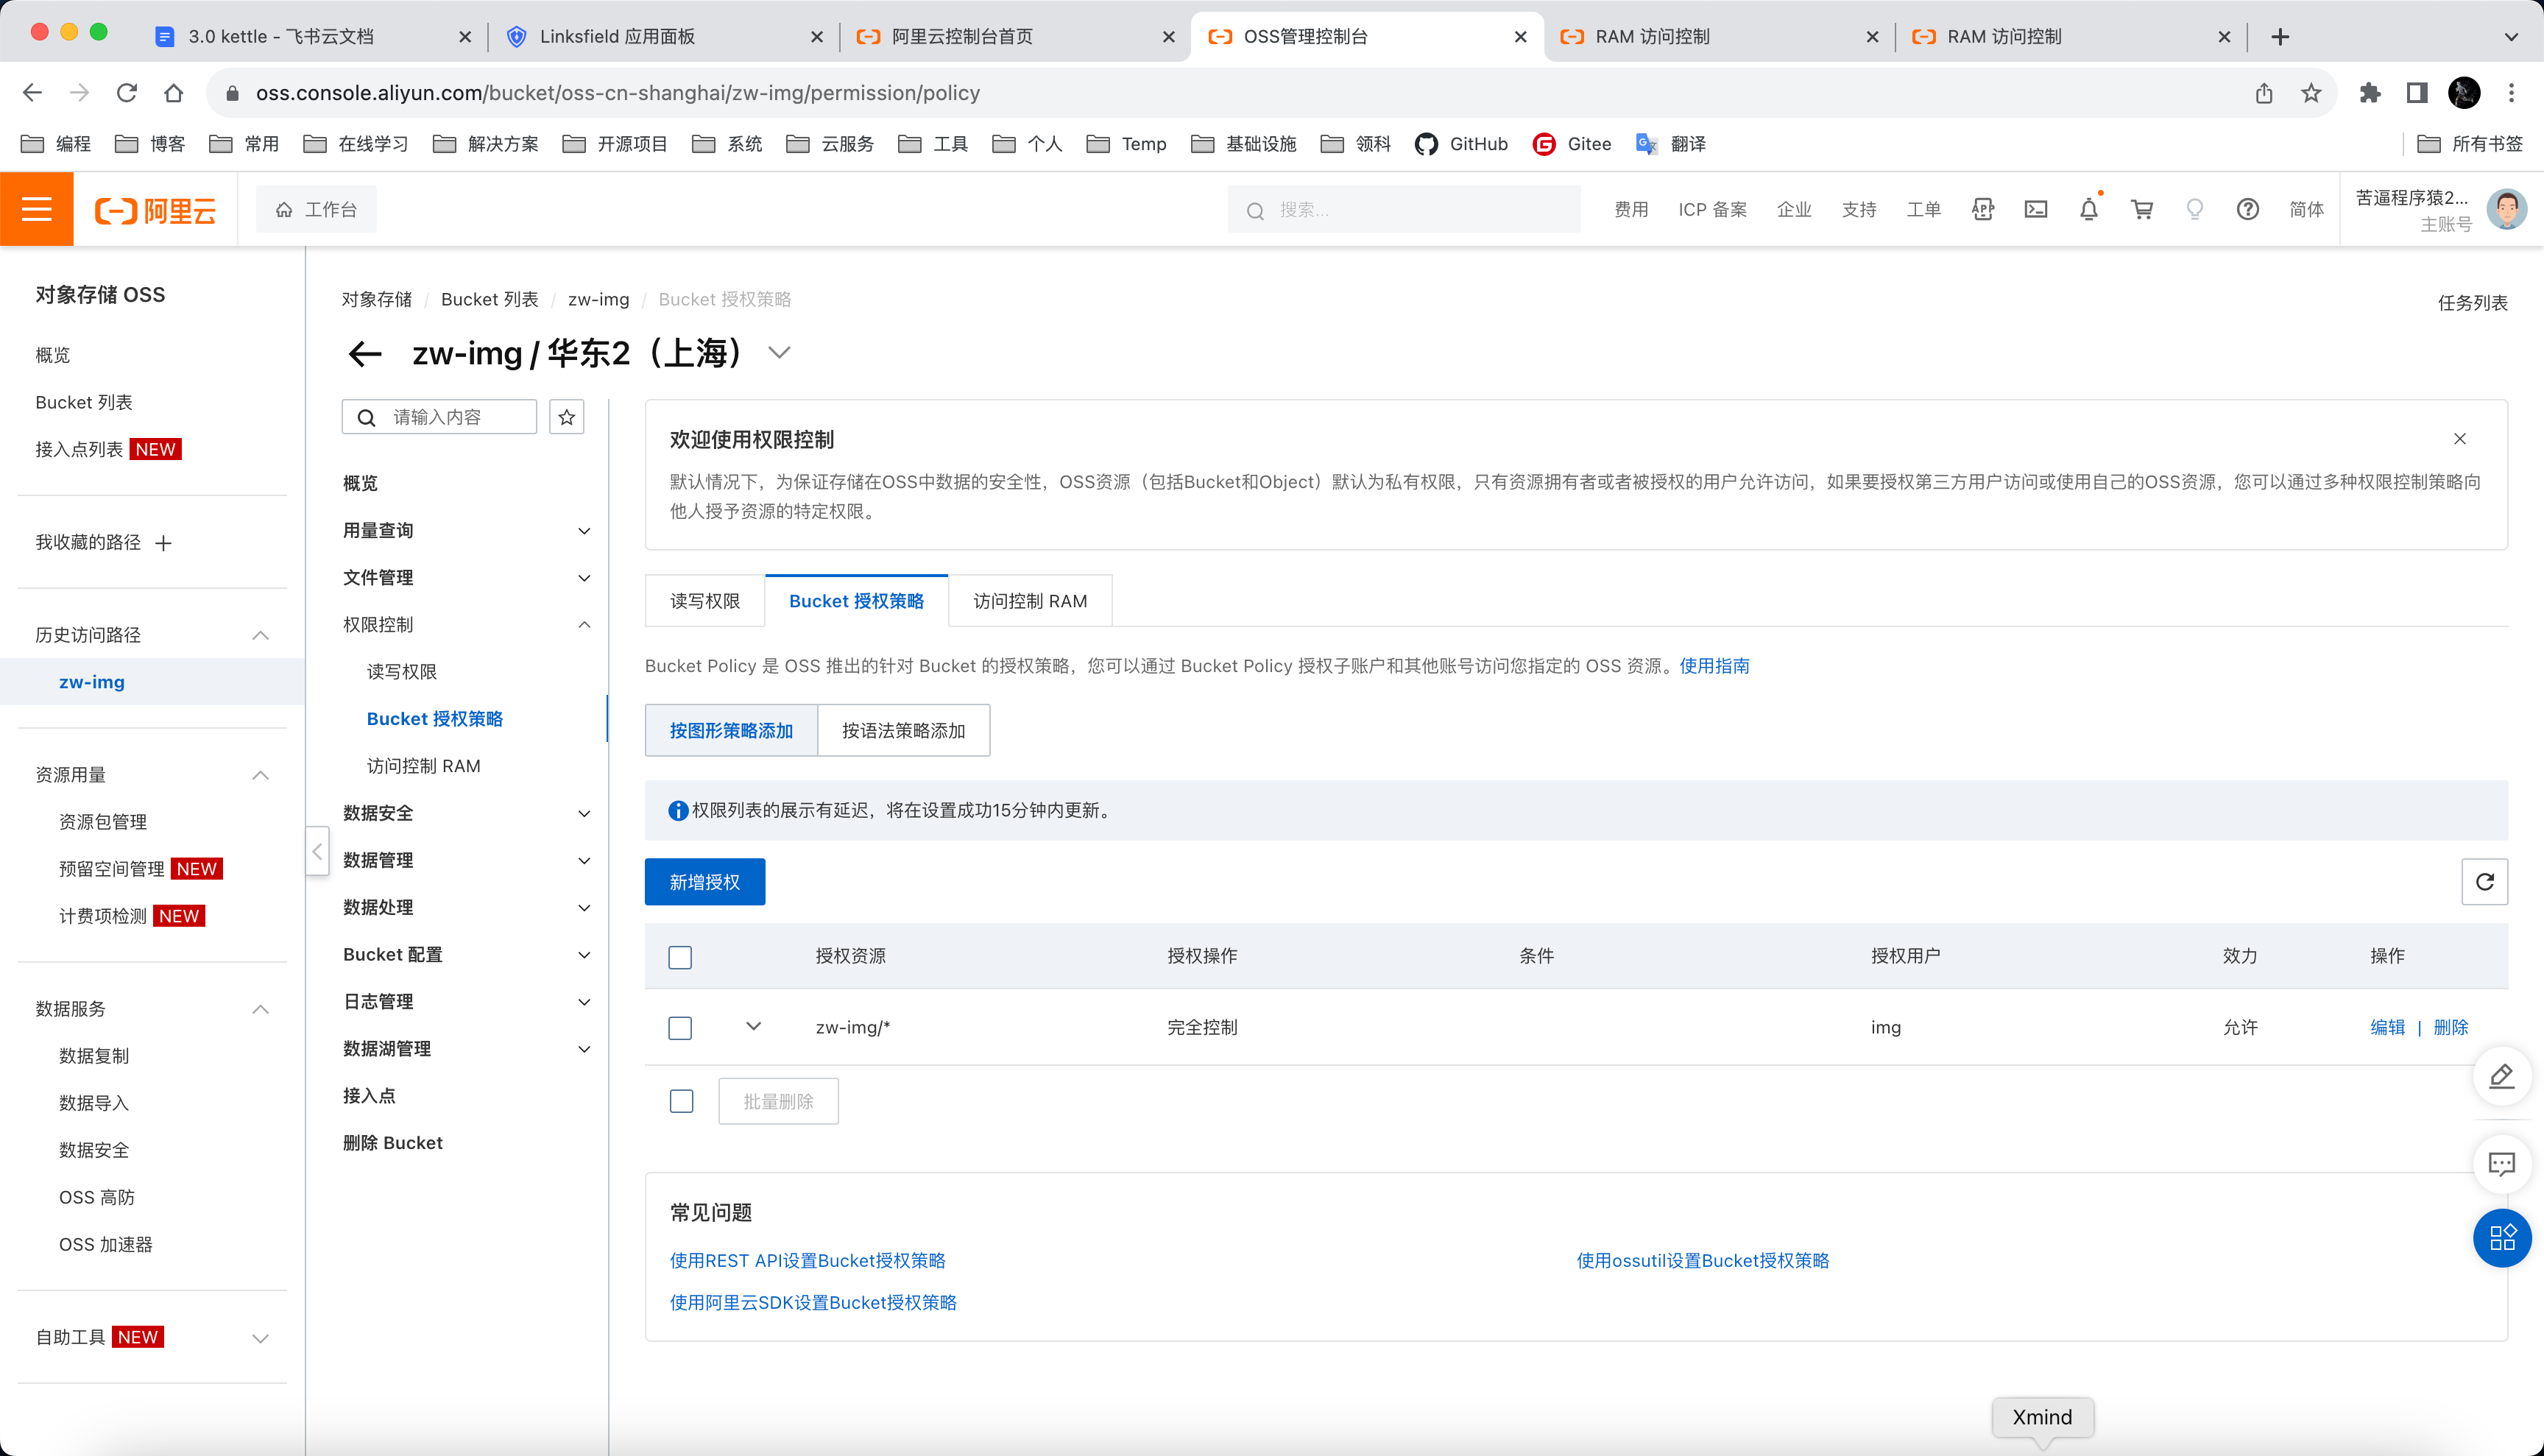 3.0 kettle - 飞书云文档
Linksfield 应用面板
阿里云控制台首页
OSS管理控制台
RAM 访问控制
RAM 访问控制
oss.console.aliyun.com/bucket/oss-cn-shanghai/zw-img/permission/policy
编程
博客
常用
在线学习
解决方案
开源项目
系统
云服务
工具
个人
Temp
基础设施
领科
GitHub
Gitee
翻译
所有书签
阿里云
工作台
搜索...
费用
ICP 备案
企业
支持
工单
简体
苦逼程序猿2...
主账号
对象存储 OSS
概览
Bucket 列表
接入点列表 NEW
我收藏的路径
历史访问路径
zw-img
资源用量
资源包管理
预留空间管理 NEW
计费项检测 NEW
数据服务
数据复制
数据导入
数据安全
OSS 高防
OSS 加速器
自助工具 NEW
对象存储 / Bucket 列表 / zw-img / Bucket 授权策略
任务列表
zw-img / 华东2（上海）
请输入内容
概览
用量查询
文件管理
权限控制
读写权限
Bucket 授权策略
访问控制 RAM
数据安全
数据管理
数据处理
Bucket 配置
日志管理
数据湖管理
接入点
删除 Bucket
欢迎使用权限控制
默认情况下，为保证存储在OSS中数据的安全性，OSS资源（包括Bucket和Object）默认为私有权限，只有资源拥有者或者被授权的用户允许访问，如果要授权第三方用户访问或使用自己的OSS资源，您可以通过多种权限控制策略向
他人授予资源的特定权限。
读写权限
Bucket 授权策略
访问控制 RAM
Bucket Policy 是 OSS 推出的针对 Bucket 的授权策略，您可以通过 Bucket Policy 授权子账户和其他账号访问您指定的 OSS 资源。使用指南
按图形策略添加
按语法策略添加
权限列表的展示有延迟，将在设置成功15分钟内更新。
新增授权
授权资源
授权操作
条件
授权用户
效力
操作
zw-img/*
完全控制
img
允许
编辑 | 删除
批量删除
常见问题
使用REST API设置Bucket授权策略
使用ossutil设置Bucket授权策略
使用阿里云SDK设置Bucket授权策略
Xmind